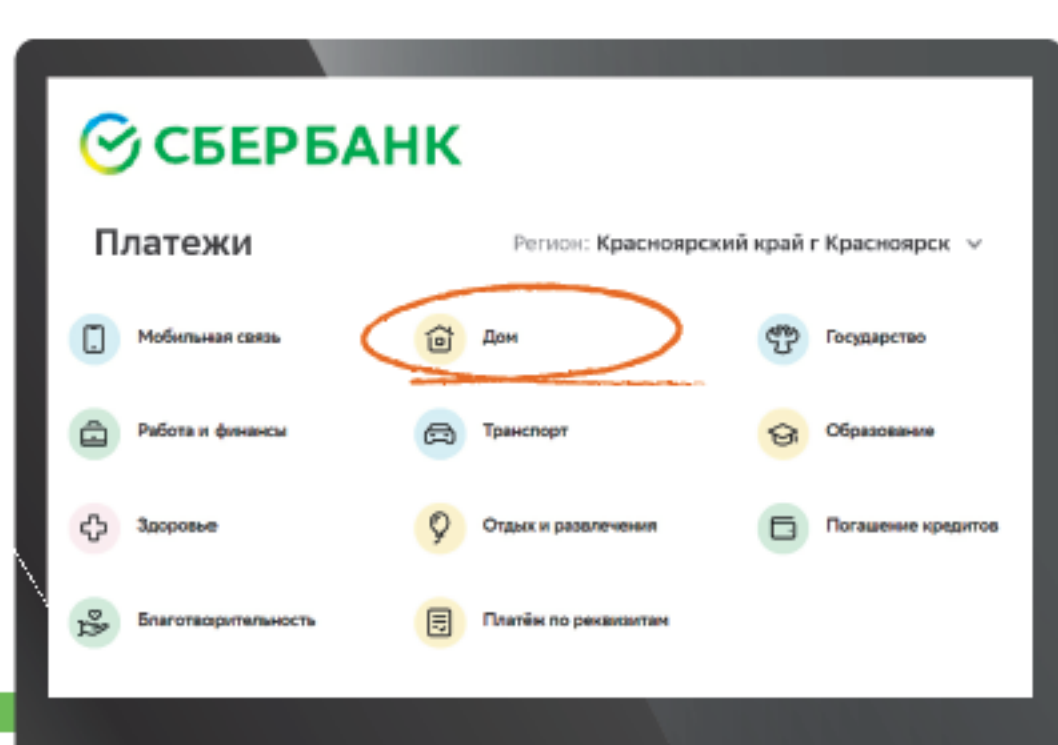 СБЕРБАНК
Платежи
Регион: Красноярский край г Красноярск
Мобильная связь
Дом
Государство
Работа и финансы
Транспорт
Образование
Здоровье
Отдых и развлечения
Погашение кредитов
Благотворительность
Платёж по реквизитам